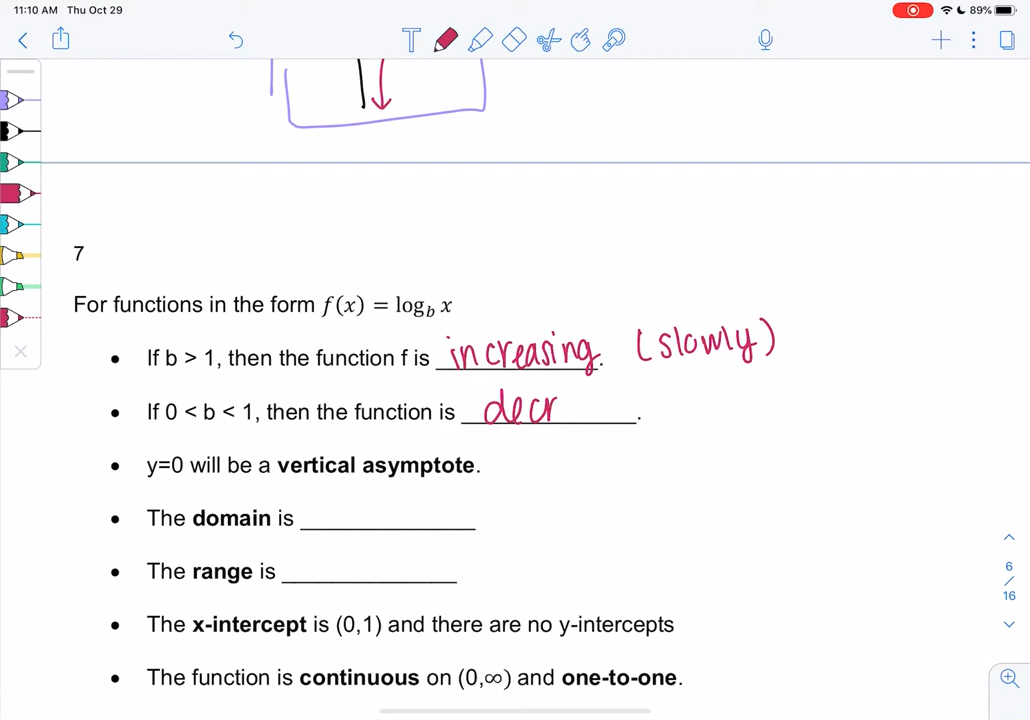 11:10 AM Thu Oct 29
89%
7
For functions in the form f(x) = log_b x
• If b > 1, then the function f is increasing. (slowly)
• If 0 < b < 1, then the function is decr.
• y=0 will be a vertical asymptote.
• The domain is ______________
• The range is ______________
• The x-intercept is (0,1) and there are no y-intercepts
• The function is continuous on (0,∞) and one-to-one.
6
/
16